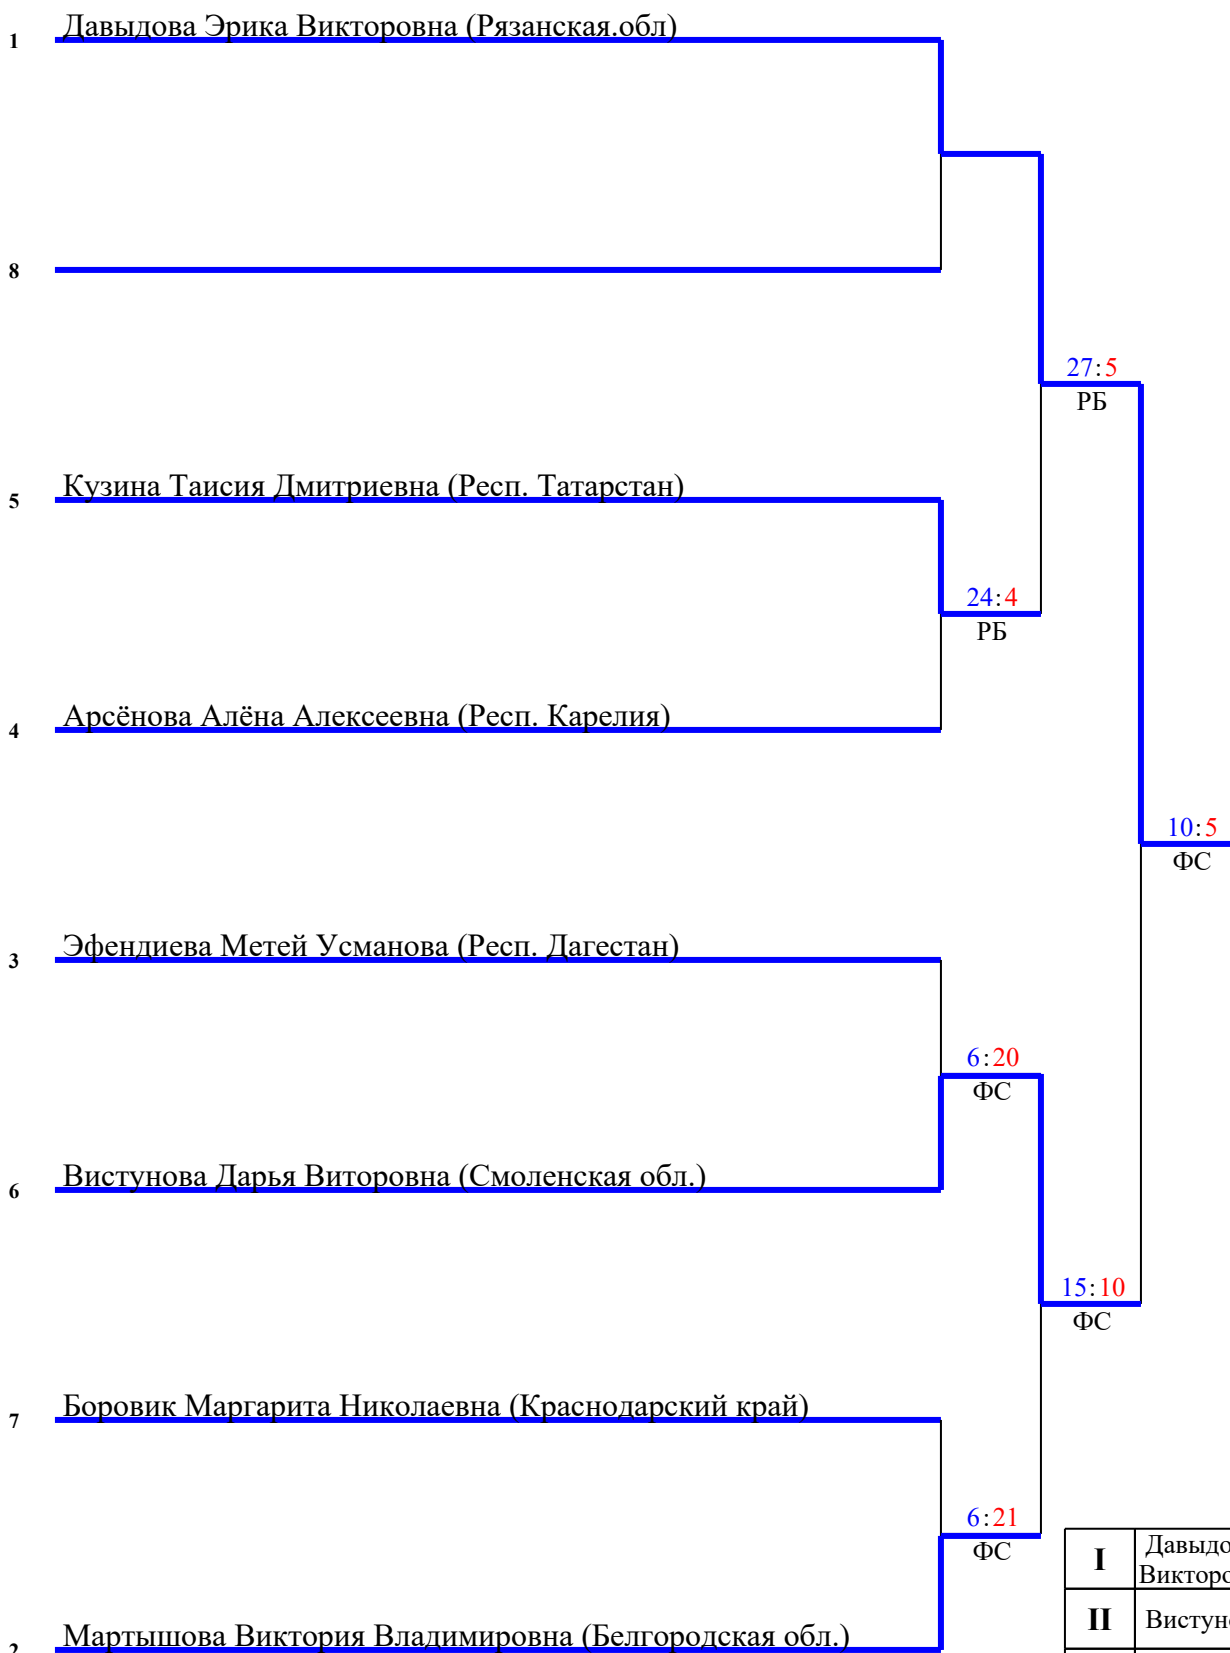 1 Давыдова Эрика Викторовна (Рязанская.обл)
8
27:5
РБ
5 Кузина Таисия Дмитриевна (Респ. Татарстан)
24:4
РБ
4 Арсёнова Алёна Алексеевна (Респ. Карелия)
10:5
ФС
3 Эфендиева Метей Усманова (Респ. Дагестан)
6:20
ФС
6 Вистунова Дарья Виторовна (Смоленская обл.)
15:10
ФС
7 Боровик Маргарита Николаевна (Краснодарский край)
6:21
ФС
I Давыдо
Викторо
II Вистун
2 Мартышова Виктория Владимировна (Белгородская обл.)